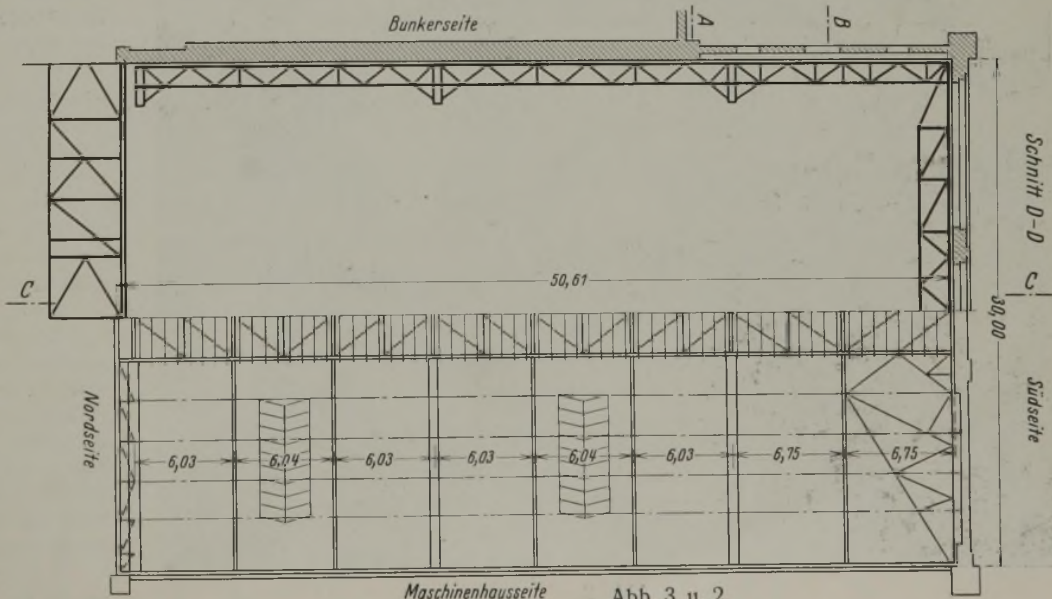 Bunkerseite
A
B
Schnitt D-D
50,61
C
C
30,00
Nordseite
Südseite
6,03
6,04
6,03
6,03
6,04
6,03
6,75
6,75
Maschinenhausseite
Abb. 3 u. 2